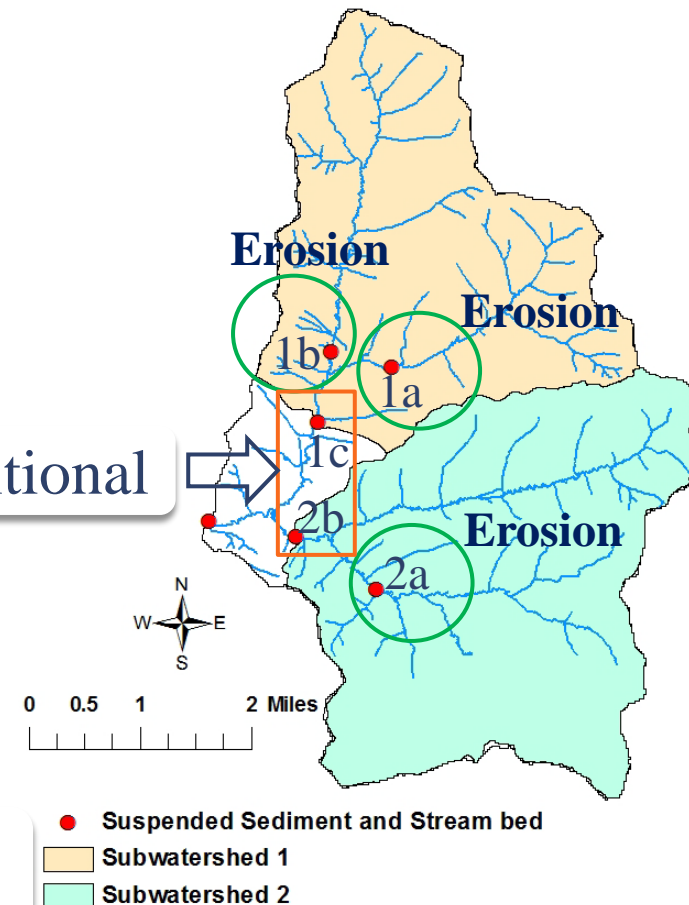 Erosion
Erosion
1b
1a
1c
itional
2b
Erosion
2a
N
W E
S
0 0.5 1 2 Miles
Suspended Sediment and Stream bed
Subwatershed 1
Subwatershed 2